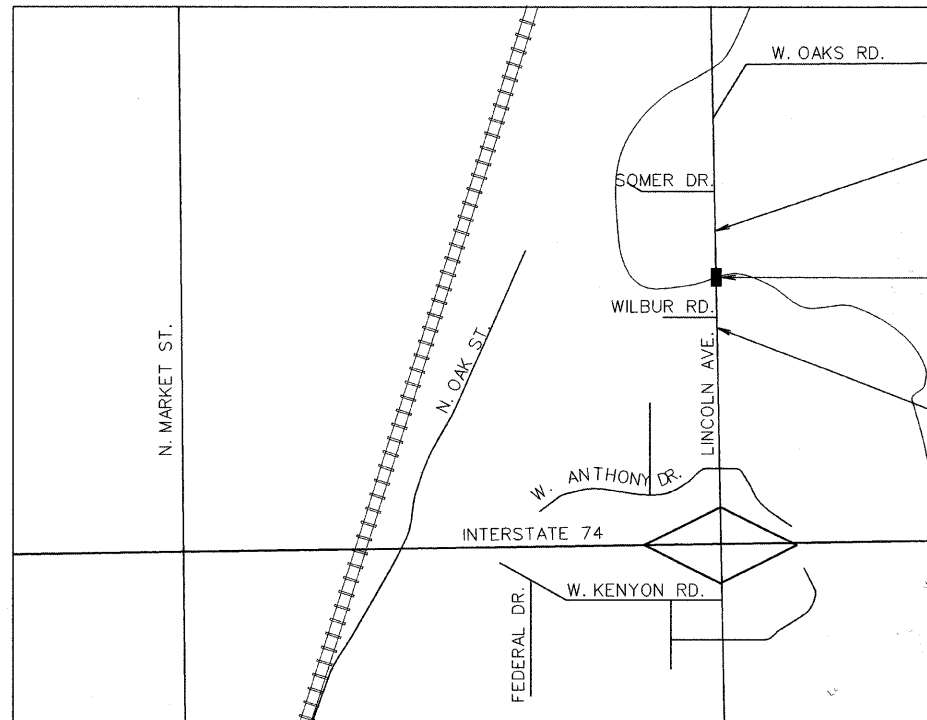 W. OAKS RD.
SOMER DR.
WILBUR RD.
N. MARKET ST.
N. OAK ST.
LINCOLN AVE.
W. ANTHONY DR.
INTERSTATE 74
W. KENYON RD.
FEDERAL DR.